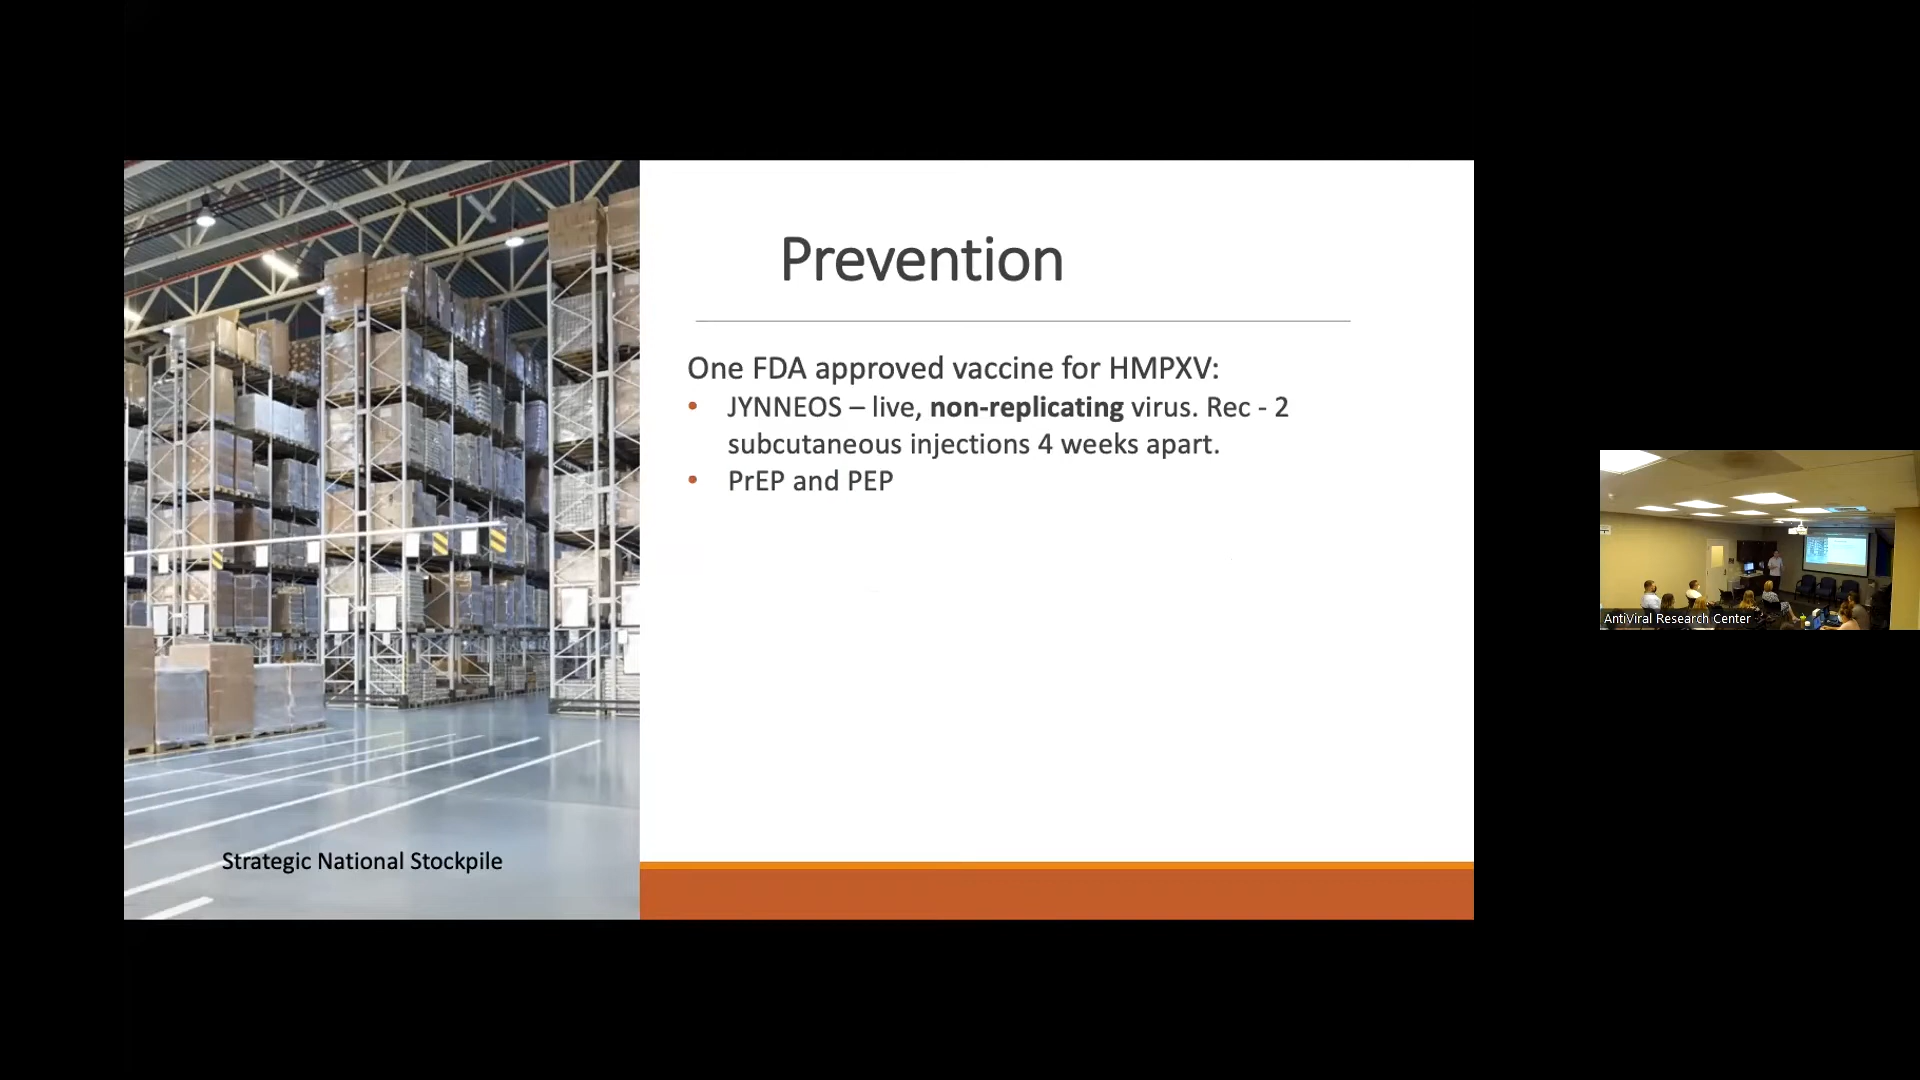 Prevention
One FDA approved vaccine for HMPXV:
• JYNNEOS – live, non-replicating virus. Rec - 2
subcutaneous injections 4 weeks apart.
• PrEP and PEP
Strategic National Stockpile
AntiViral Research Center